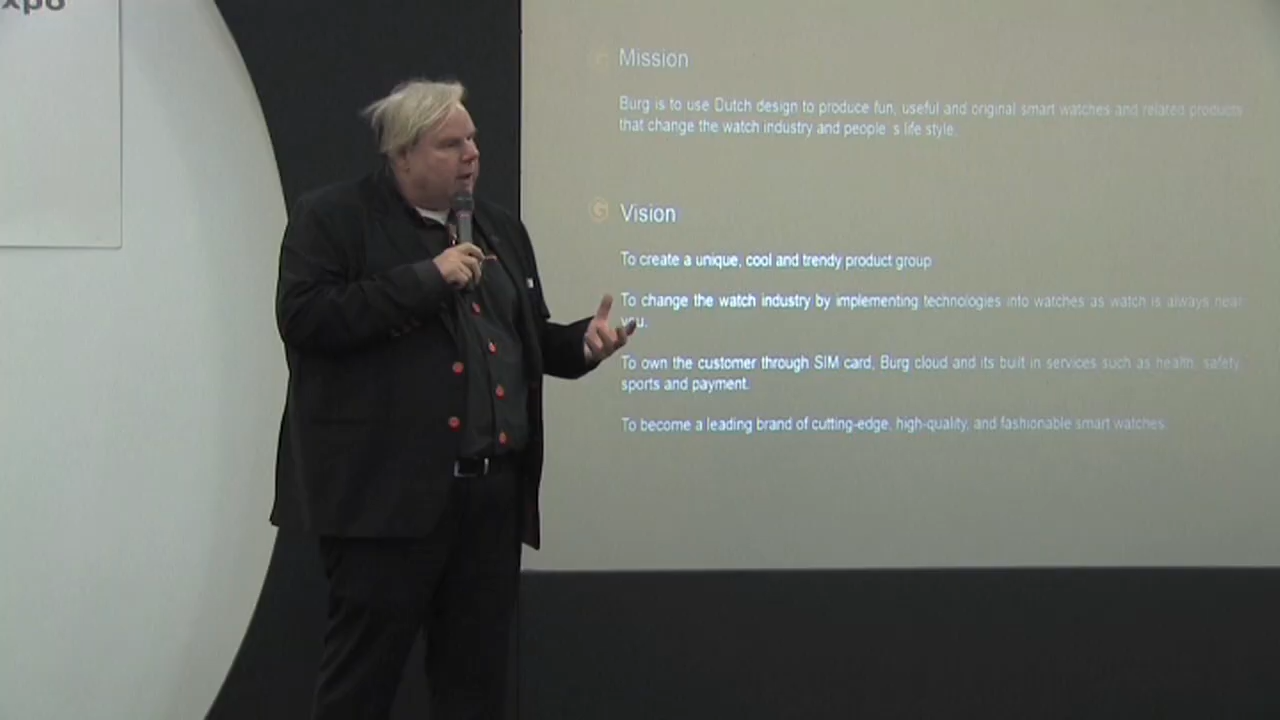 xpo
Mission
Burg is to use Dutch design to produce fun, useful and original smart watches and related products
that change the watch industry and people s life style.
G Vision
To create a unique, cool and trendy product group
To change the watch industry by implementing technologies into watches as watch is always near
you.
To own the customer through SIM card, Burg cloud and its built in services such as health, safety
sports and payment.
To become a leading brand of cutting-edge, high-quality, and fashionable smart watches